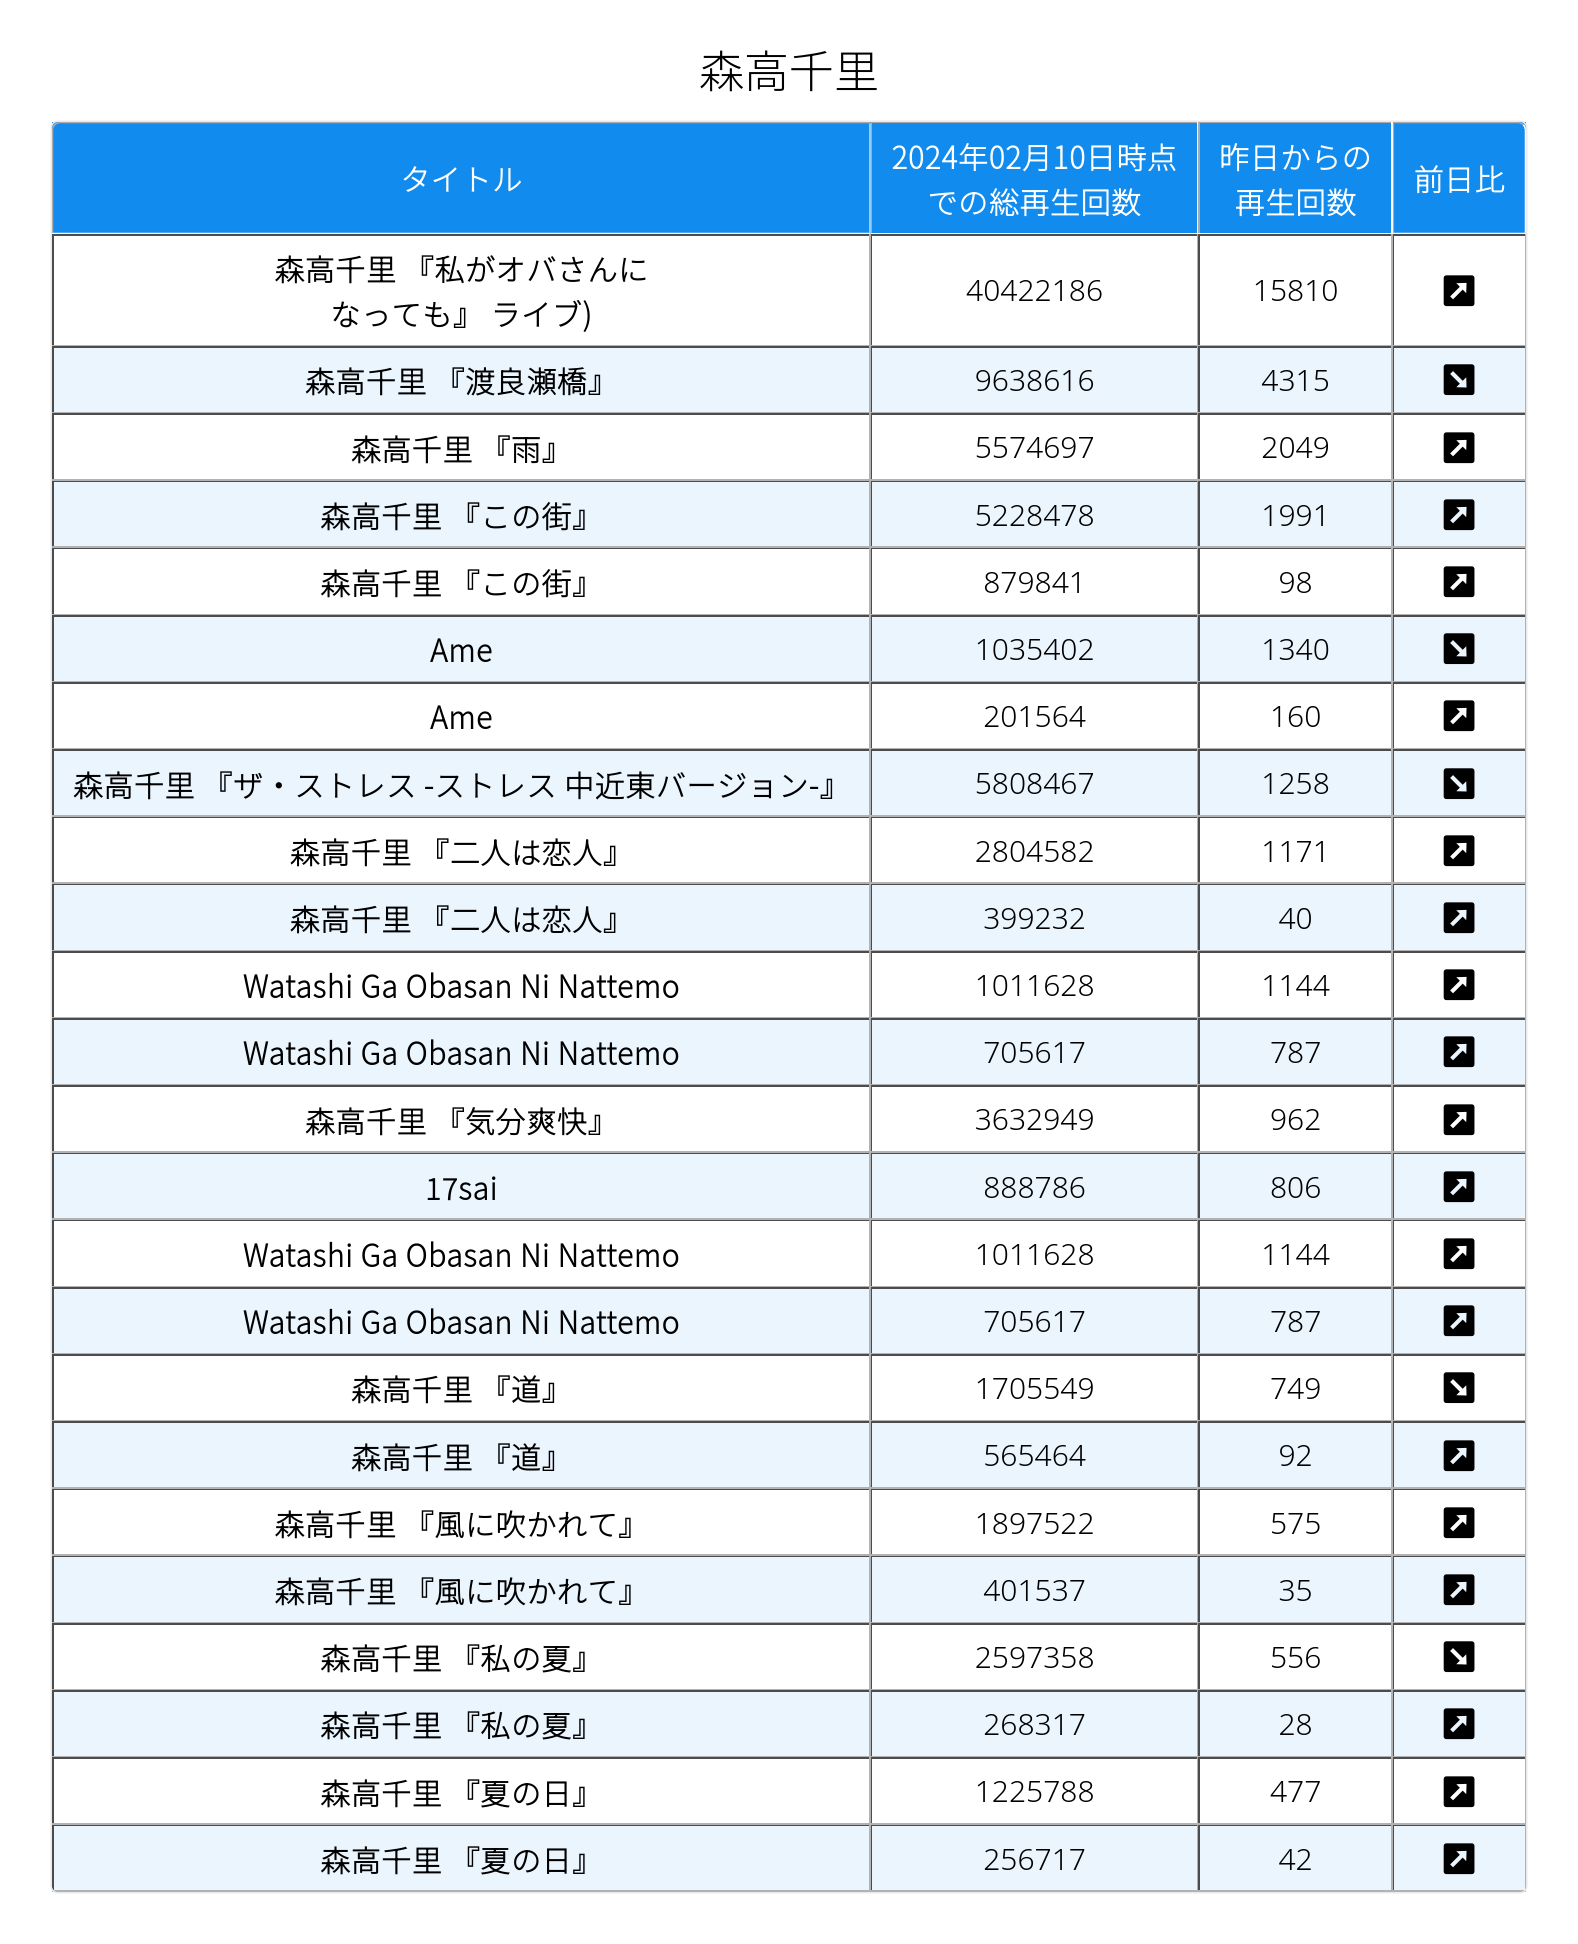 森高千里
タイトル 2024年02月10日時点での総再生回数 昨日からの再生回数 前日比
森高千里 『私がオバさんに
なっても』 ライブ) 40422186 15810 ↗
森高千里 『渡良瀬橋』 9638616 4315 ↘
森高千里 『雨』 5574697 2049 ↗
森高千里 『この街』 5228478 1991 ↗
森高千里 『この街』 879841 98 ↗
Ame 1035402 1340 ↘
Ame 201564 160 ↗
森高千里 『ザ・ストレス -ストレス 中近東バージョン-』 5808467 1258 ↘
森高千里 『二人は恋人』 2804582 1171 ↗
森高千里 『二人は恋人』 399232 40 ↗
Watashi Ga Obasan Ni Nattemo 1011628 1144 ↗
Watashi Ga Obasan Ni Nattemo 705617 787 ↗
森高千里 『気分爽快』 3632949 962 ↗
17sai 888786 806 ↗
Watashi Ga Obasan Ni Nattemo 1011628 1144 ↗
Watashi Ga Obasan Ni Nattemo 705617 787 ↗
森高千里 『道』 1705549 749 ↘
森高千里 『道』 565464 92 ↗
森高千里 『風に吹かれて』 1897522 575 ↗
森高千里 『風に吹かれて』 401537 35 ↗
森高千里 『私の夏』 2597358 556 ↘
森高千里 『私の夏』 268317 28 ↗
森高千里 『夏の日』 1225788 477 ↗
森高千里 『夏の日』 256717 42 ↗